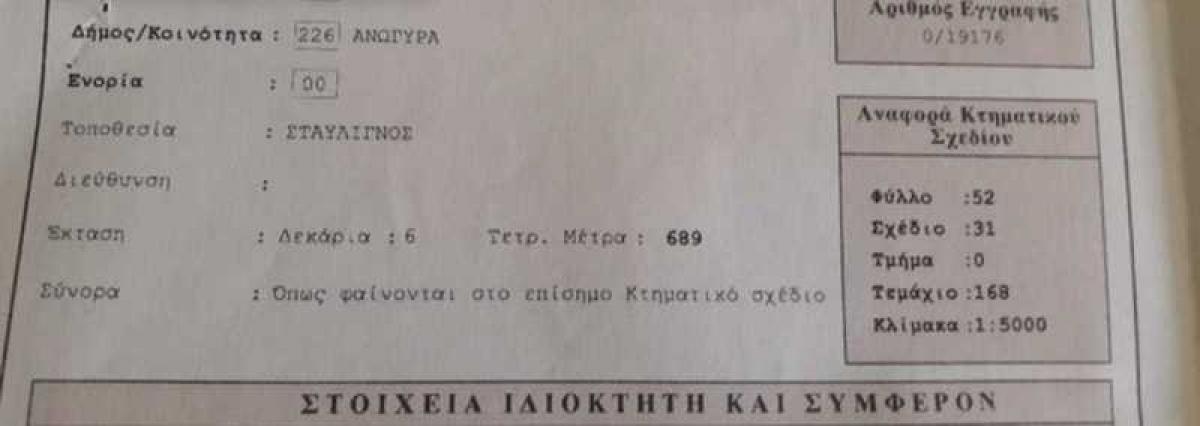 Δήμος/Κοινότητα : 226 ΑΝΩΓΥΡΑ
Ενορία : 00
Τοποθεσία : ΣΤΑΥΛΙΓΝΟΣ
Διεύθυνση :
Έκταση : Δεκάρια : 6 Τετρ. Μέτρα : 689
Σύνορα : Όπως φαίνονται στο επίσημο Κτηματικό σχέδιο
Αριθμός Εγγραφής
0/19176
Αναφορά Κτηματικού
Σχεδίου
Φύλλο :52
Σχέδιο :31
Τμήμα :0
Τεμάχιο :168
Κλίμακα :1:5000
ΣΤΟΙΧΕΙΑ ΙΔΙΟΚΤΗΤΗ ΚΑΙ ΣΥΜΦΕΡΟΝ